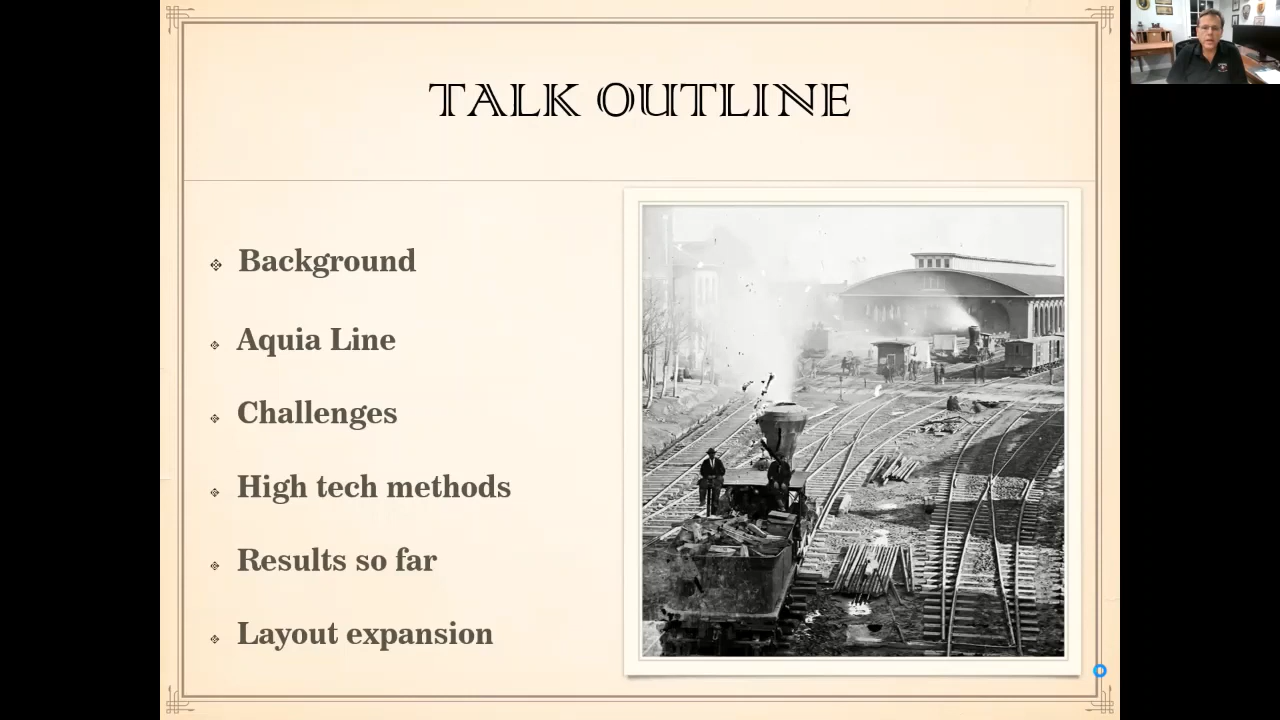 TALK OUTLINE
Background
Aquia Line
Challenges
High tech methods
Results so far
Layout expansion